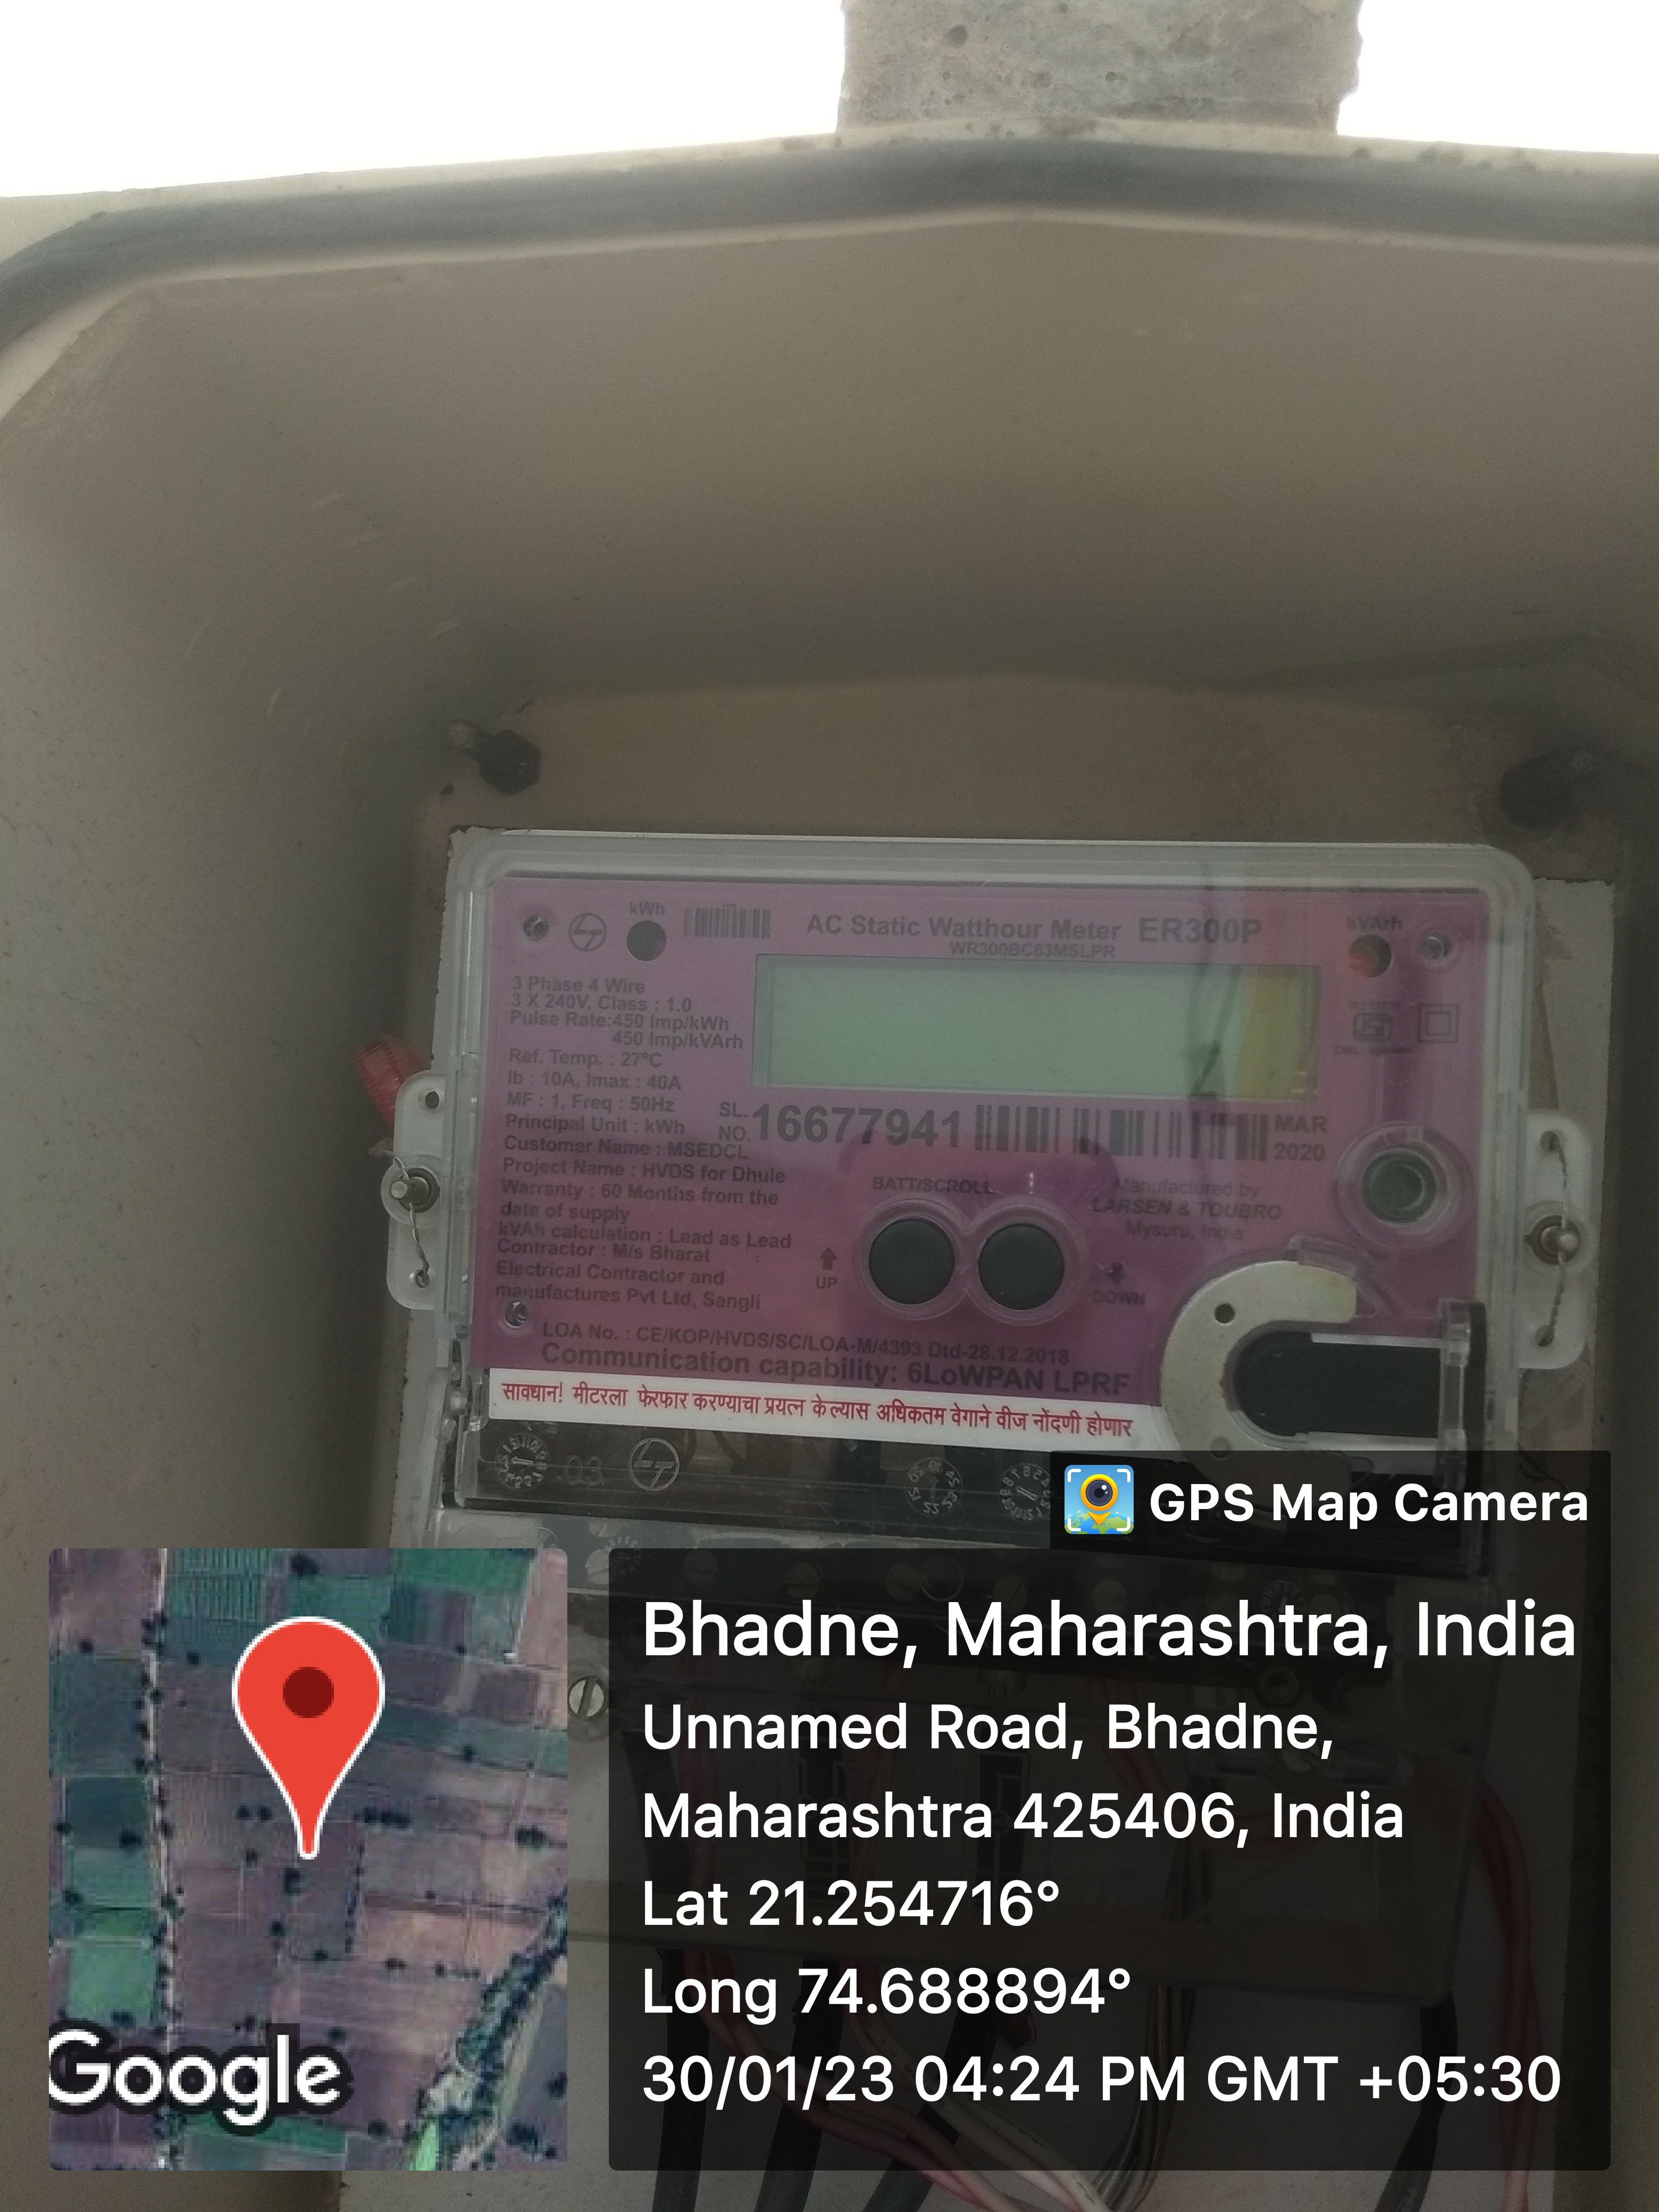 kWh
AC Static Watthour Meter ER300P
WR300BC63MSLPR
kVArh
3 Phase 4 Wire
3 X 240V, Class : 1.0
Pulse Rate:450 Imp/kWh
450 Imp/kVArh
Ref. Temp. : 27°C
Ib : 10A, Imax : 40A
MF : 1, Freq : 50Hz
Principal Unit : kWh
Customer Name : MSEDCL
Project Name : HVDS for Dhule
Warranty : 60 Months from the
date of supply
kVAh calculation : Lead as Lead
Contractor : M/s Bharat
Electrical Contractor and
manufactures Pvt Ltd, Sangli
SL.
NO. 16677941
MAR
2020
BATT/SCROLL
UP
DOWN
Manufactured by
LARSEN & TOUBRO
Mysuru, India
LOA No. : CE/KOP/HVDS/SC/LOA-M/4393 Dtd-28.12.2018
Communication capability: 6LoWPAN LPRF
सावधान! मीटरला फेरफार करण्याचा प्रयत्न केल्यास अधिकतम वेगाने वीज नोंदणी होणार
03
GPS Map Camera
Bhadne, Maharashtra, India
Unnamed Road, Bhadne,
Maharashtra 425406, India
Lat 21.254716°
Long 74.688894°
30/01/23 04:24 PM GMT +05:30
Google